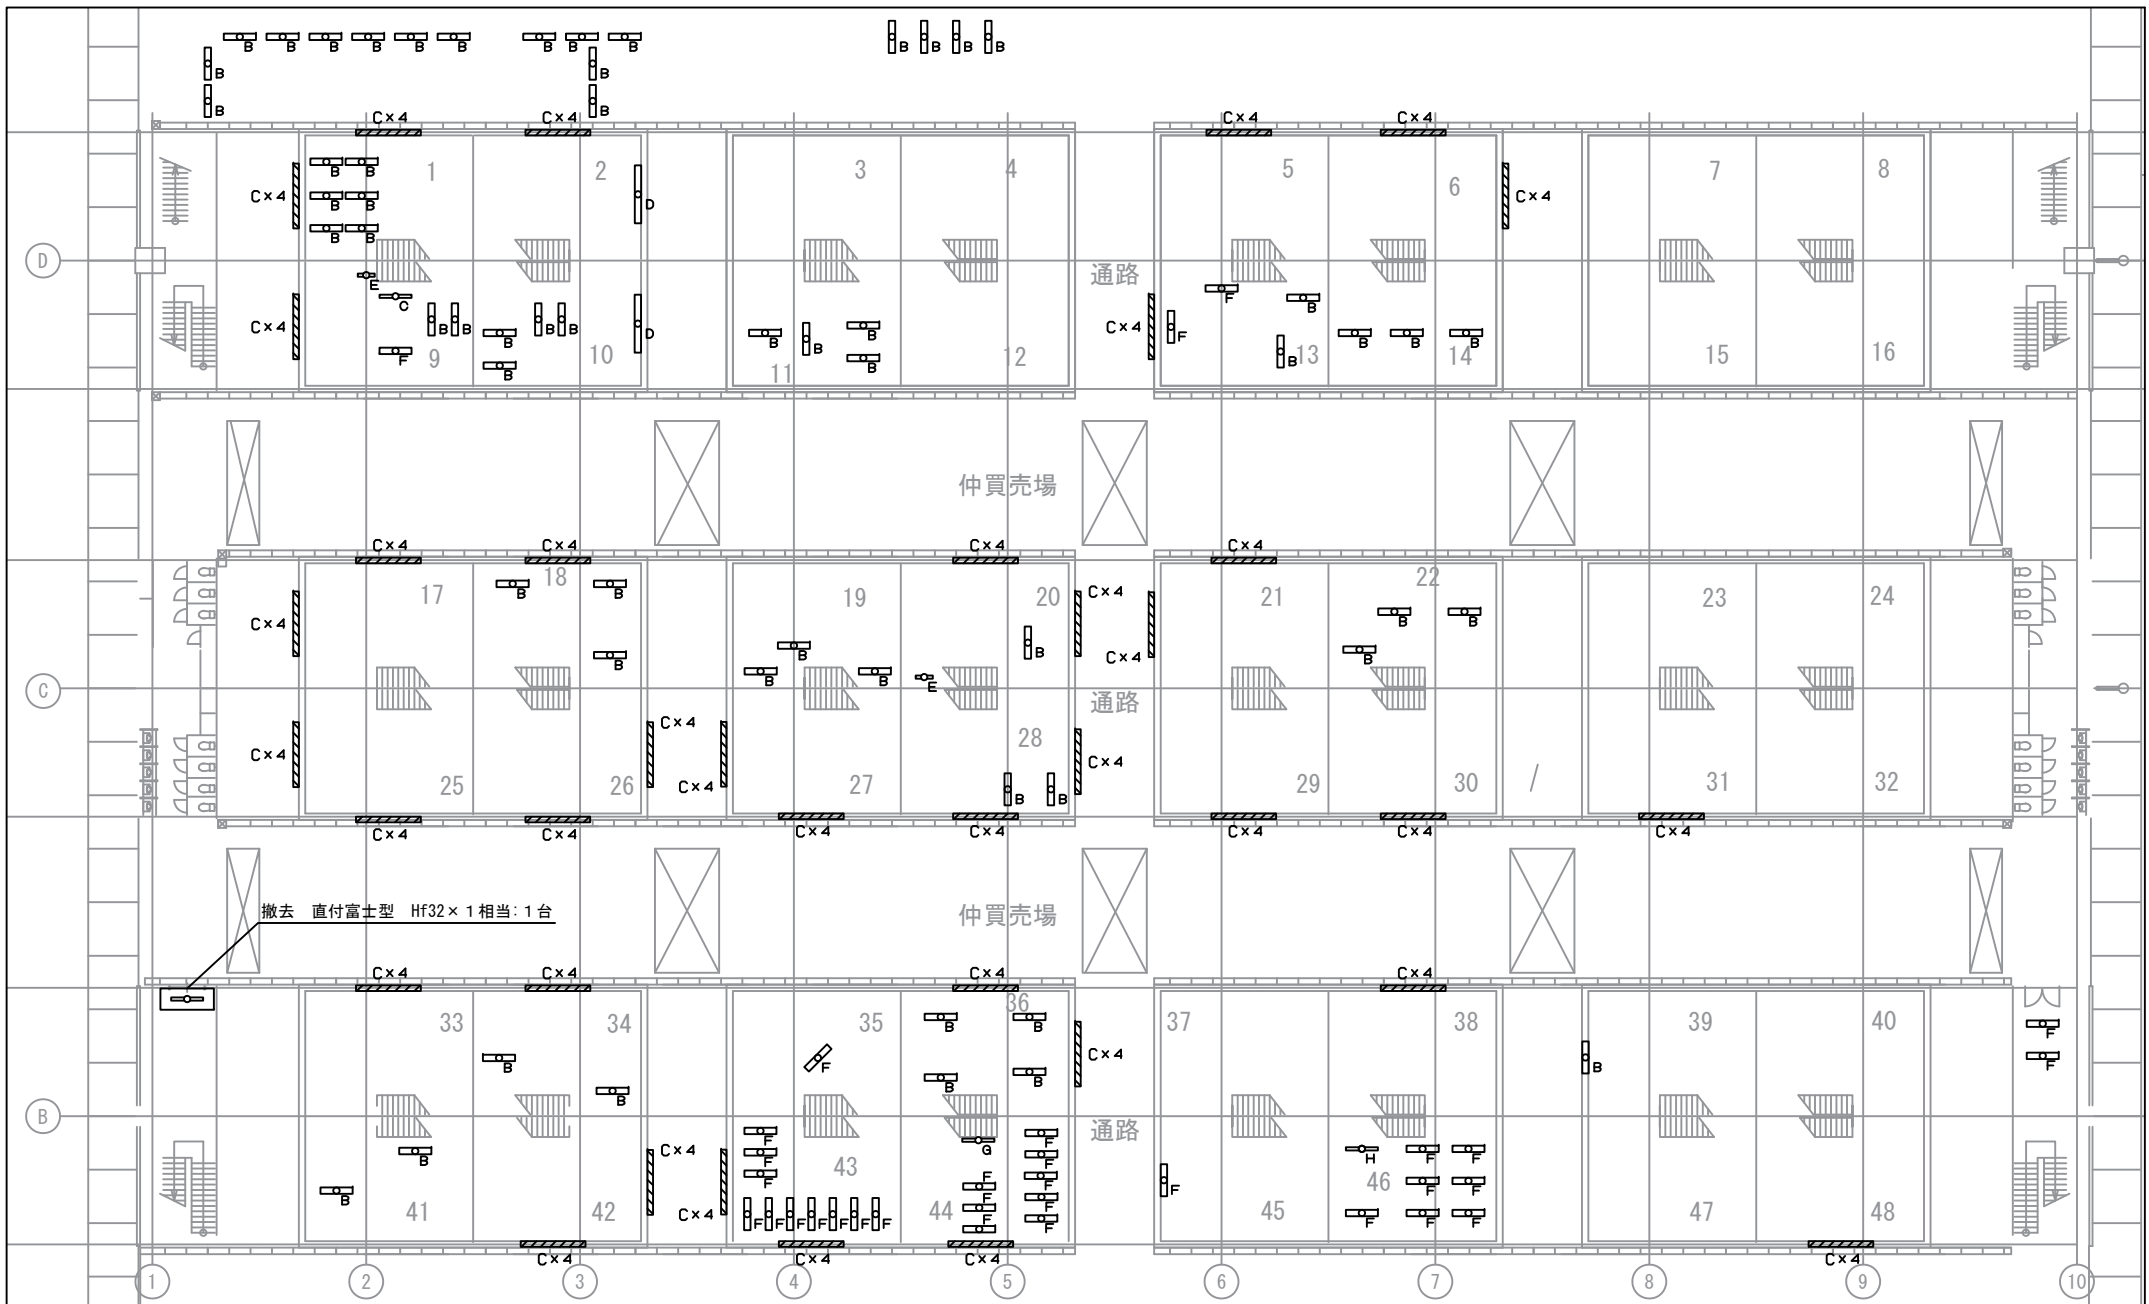 B B B B B B B B B B B B B
B B
B B
C×4 C×4 C×4 C×4
1 2 3 4 5 6 7 8
B B
C×4 B B D C×4
B B
D 通路
E
C F B
C×4 B B B B B D B B B C×4 F B B B
F 9 B 10 11 B 12 B 13 14 15 16
仲買売場
C×4 C×4 C×4 C×4
17 18 19 20 21 22 23 24
B B C×4
C×4 B B
B B B B C×4 B
B B E
C 通路
C×4 C×4 28 C×4
25 26 C×4 27 29 30 / 31 32
B B
C×4 C×4 C×4 C×4 C×4 C×4 C×4
撤去 直付富士型 Hf32×1相当:1台
仲買売場
C×4 C×4 C×4 C×4
33 34 35 36 37 38 39 40
B B F
B F C×4 B F
B B B
B 通路
F F
C×4 G H F F
B F 43 F
F F F
B F F 46 F F
C×4 F F
41 42 F F F F F F F 44 F F 45 F F F 47 48
C×4 C×4 C×4 C×4
1 2 3 4 5 6 7 8 9 10